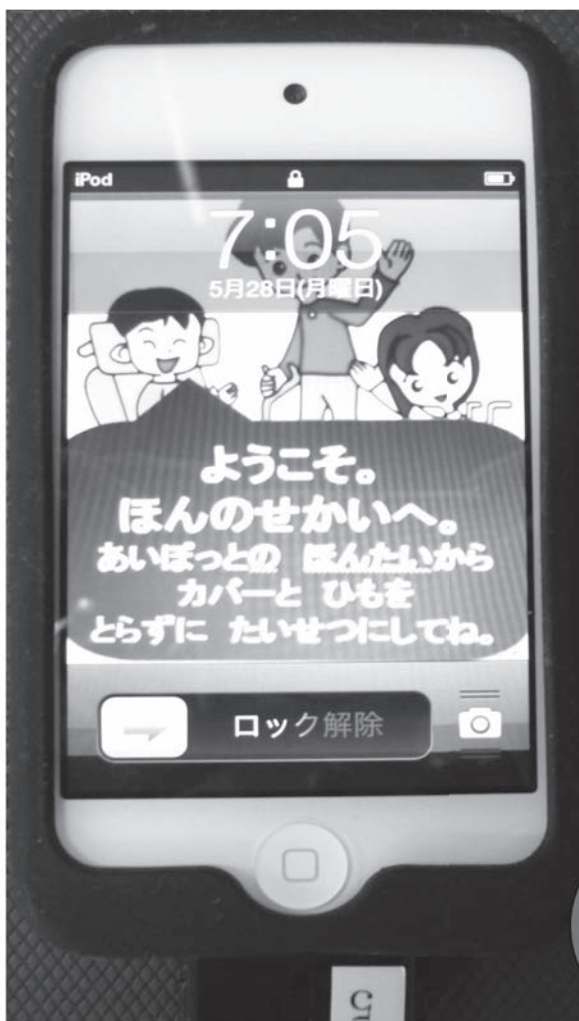 iPod
7:05
5月28日(月曜日)
ようこそ。
ほんのせかいへ。
あいぽっとの ほんたいから
カバーと ひもを
とらずに たいせつにしてね。
ロック解除